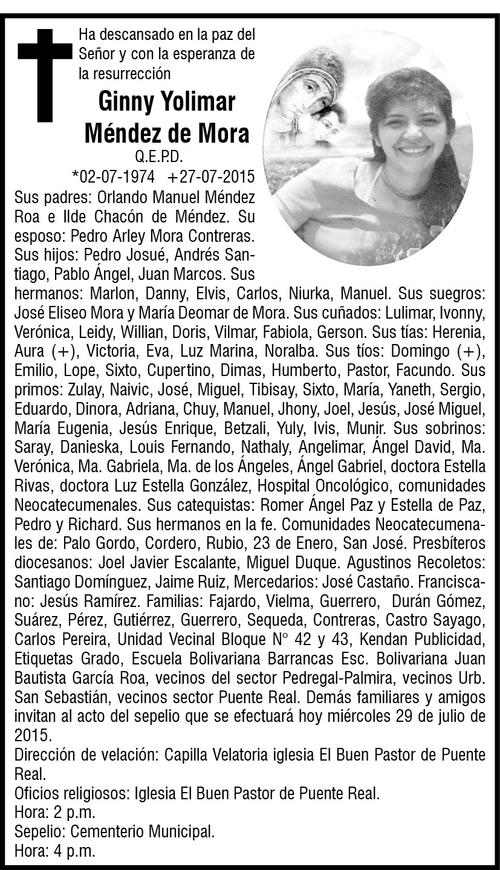 Ha descansado en la paz del
Señor y con la esperanza de
la resurrección
Ginny Yolimar
Méndez de Mora
Q.E.P.D.
*02-07-1974 +27-07-2015
Sus padres: Orlando Manuel Méndez
Roa e Ilde Chacón de Méndez. Su
esposo: Pedro Arley Mora Contreras.
Sus hijos: Pedro Josué, Andrés San-
tiago, Pablo Ángel, Juan Marcos. Sus
hermanos: Marlon, Danny, Elvis, Carlos, Niurka, Manuel. Sus suegros:
José Eliseo Mora y María Deomar de Mora. Sus cuñados: Lulimar, Ivonny,
Verónica, Leidy, Willian, Doris, Vilmar, Fabiola, Gerson. Sus tías: Herenia,
Aura (+), Victoria, Eva, Luz Marina, Noralba. Sus tíos: Domingo (+),
Emilio, Lope, Sixto, Cupertino, Dimas, Humberto, Pastor, Facundo. Sus
primos: Zulay, Naivic, José, Miguel, Tibisay, Sixto, María, Yaneth, Sergio,
Eduardo, Dinora, Adriana, Chuy, Manuel, Jhony, Joel, Jesús, José Miguel,
María Eugenia, Jesús Enrique, Betzali, Yuly, Ivis, Munir. Sus sobrinos:
Saray, Danieska, Louis Fernando, Nathaly, Angelimar, Ángel David, Ma.
Verónica, Ma. Gabriela, Ma. de los Ángeles, Ángel Gabriel, doctora Estella
Rivas, doctora Luz Estella González, Hospital Oncológico, comunidades
Neocatecumenales. Sus catequistas: Romer Ángel Paz y Estella de Paz,
Pedro y Richard. Sus hermanos en la fe. Comunidades Neocatecumena-
les de: Palo Gordo, Cordero, Rubio, 23 de Enero, San José. Presbíteros
diocesanos: Joel Javier Escalante, Miguel Duque. Agustinos Recoletos:
Santiago Domínguez, Jaime Ruiz, Mercedarios: José Castaño. Francisca-
no: Jesús Ramírez. Familias: Fajardo, Vielma, Guerrero, Durán Gómez,
Suárez, Pérez, Gutiérrez, Guerrero, Sequeda, Contreras, Castro Sayago,
Carlos Pereira, Unidad Vecinal Bloque N° 42 y 43, Kendan Publicidad,
Etiquetas Grado, Escuela Bolivariana Barrancas Esc. Bolivariana Juan
Bautista García Roa, vecinos del sector Pedregal-Palmira, vecinos Urb.
San Sebastián, vecinos sector Puente Real. Demás familiares y amigos
invitan al acto del sepelio que se efectuará hoy miércoles 29 de julio de
2015.
Dirección de velación: Capilla Velatoria iglesia El Buen Pastor de Puente
Real.
Oficios religiosos: Iglesia El Buen Pastor de Puente Real.
Hora: 2 p.m.
Sepelio: Cementerio Municipal.
Hora: 4 p.m.